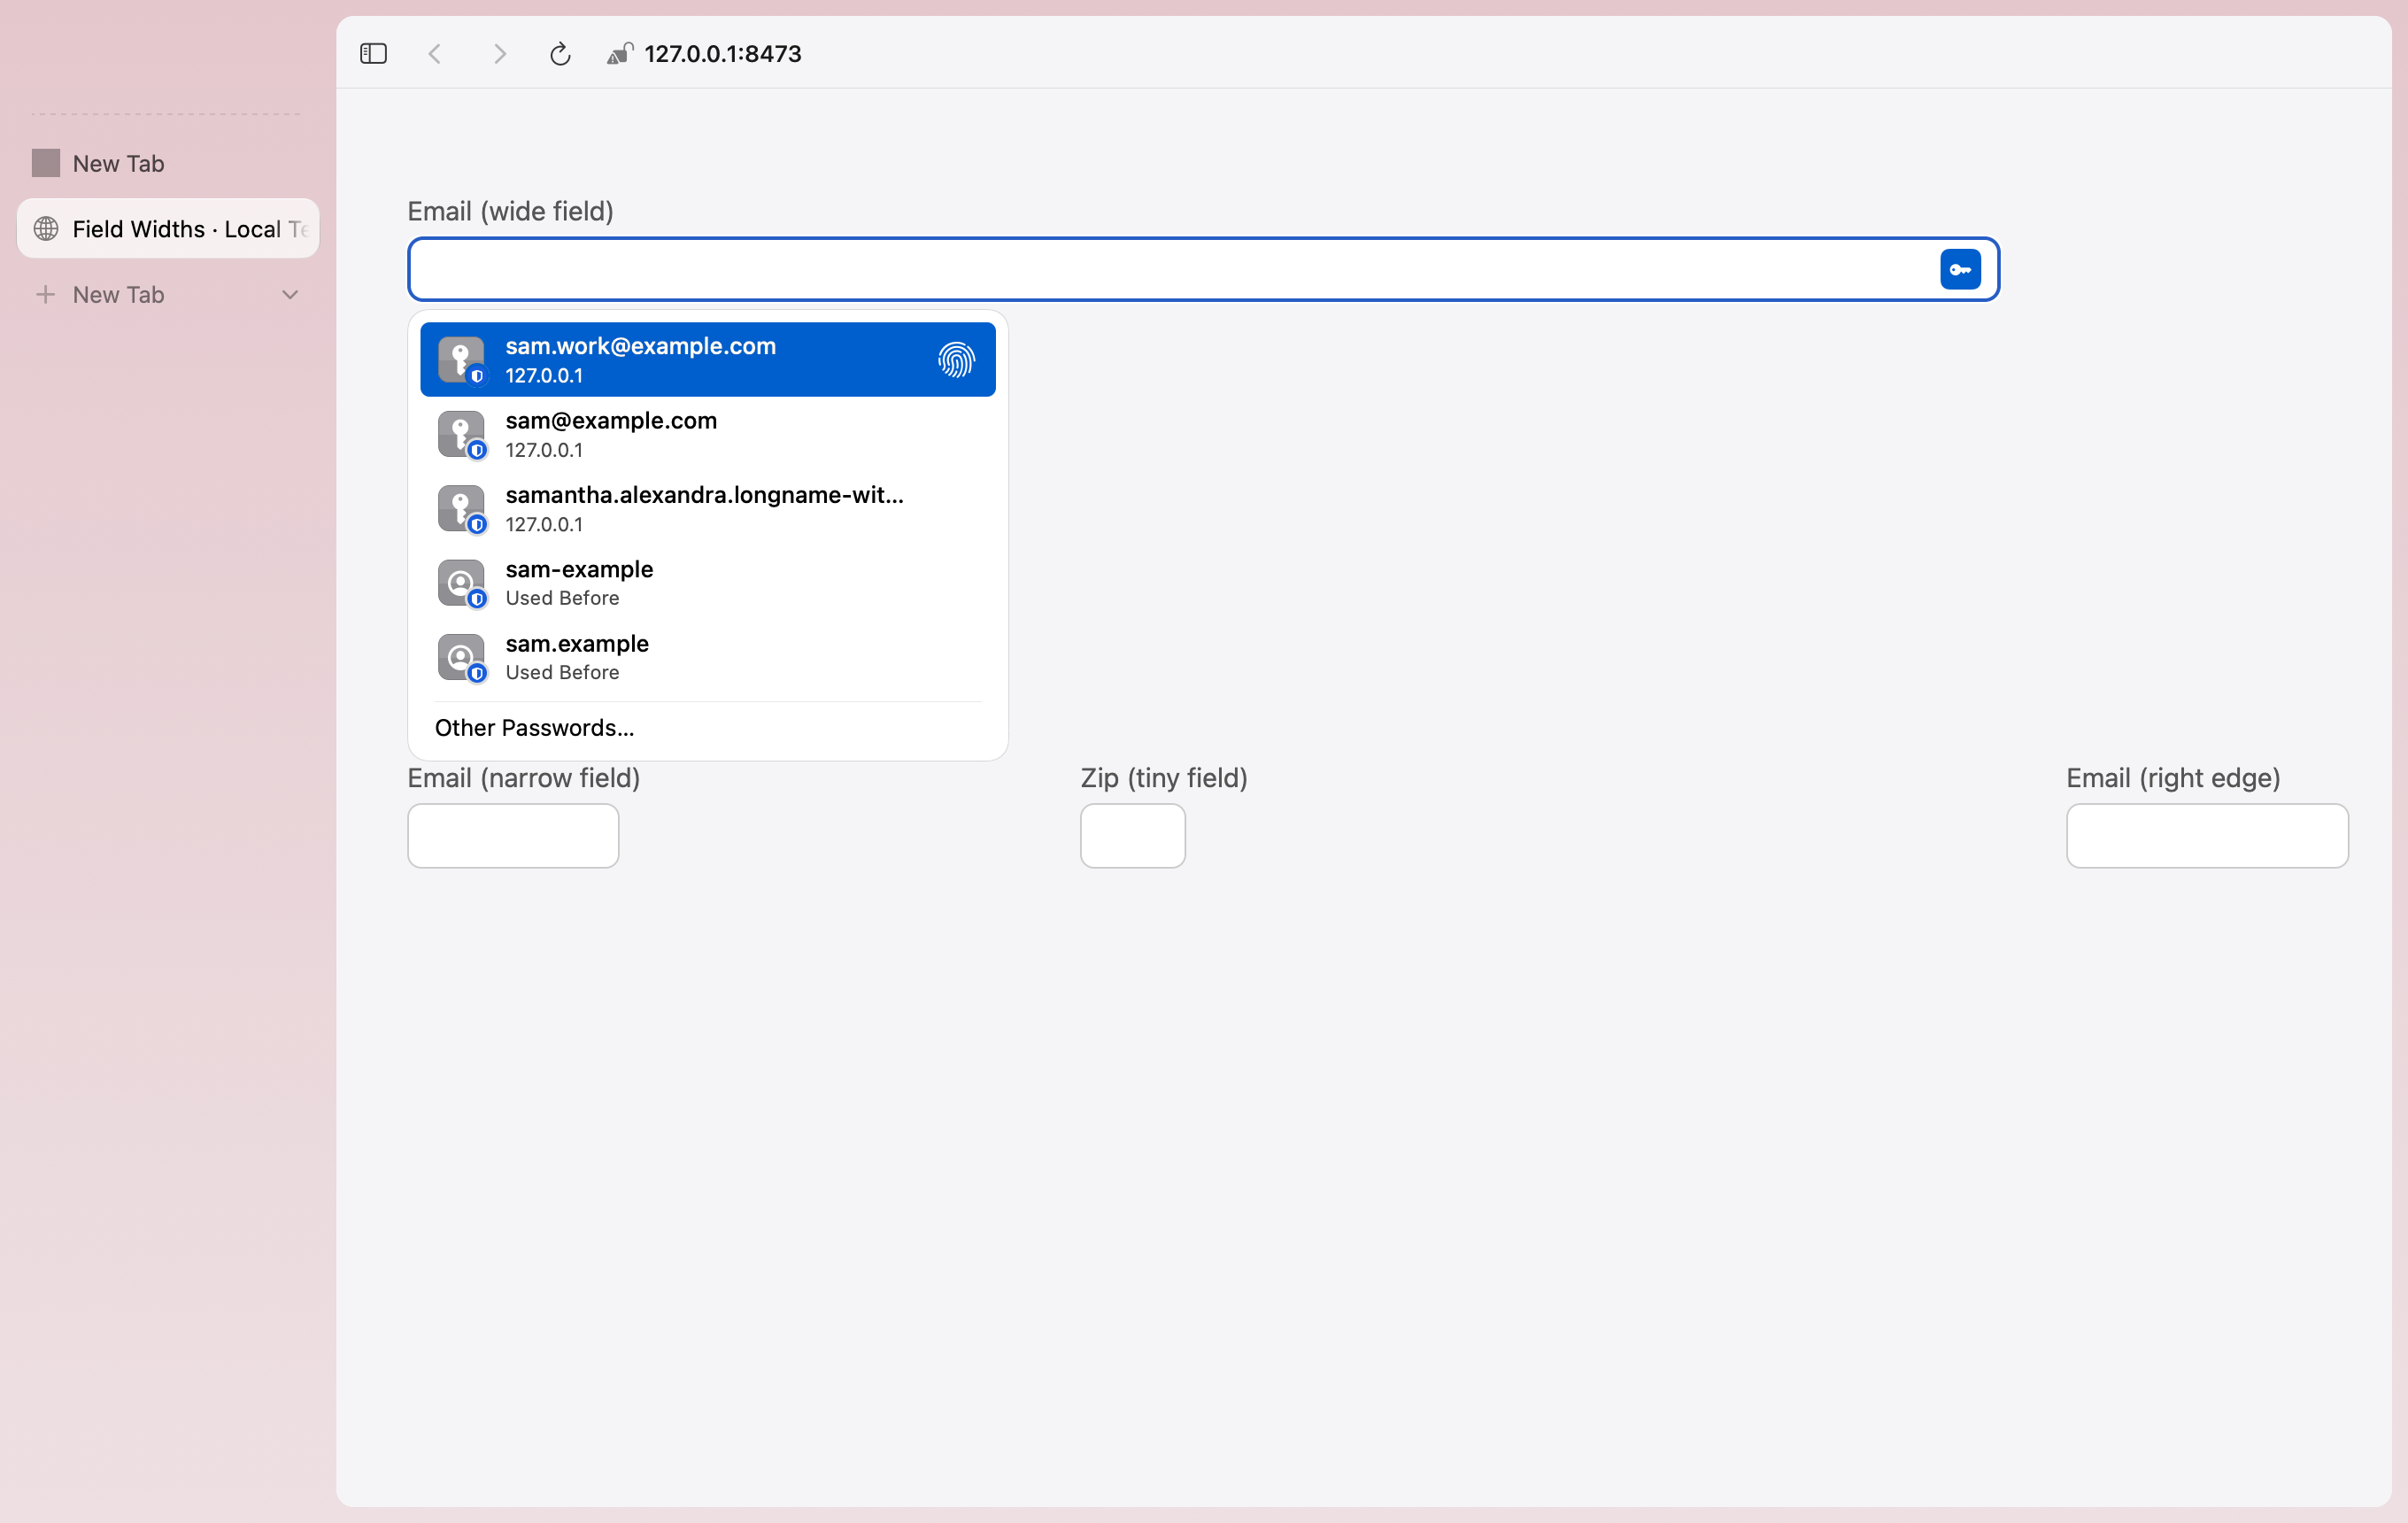 127.0.0.1:8473
New Tab
Field Widths · Local Te
New Tab
Email (wide field)
sam.work@example.com
127.0.0.1
sam@example.com
127.0.0.1
samantha.alexandra.longname-wit...
127.0.0.1
sam-example
Used Before
sam.example
Used Before
Other Passwords...
Email (narrow field)
Zip (tiny field)
Email (right edge)